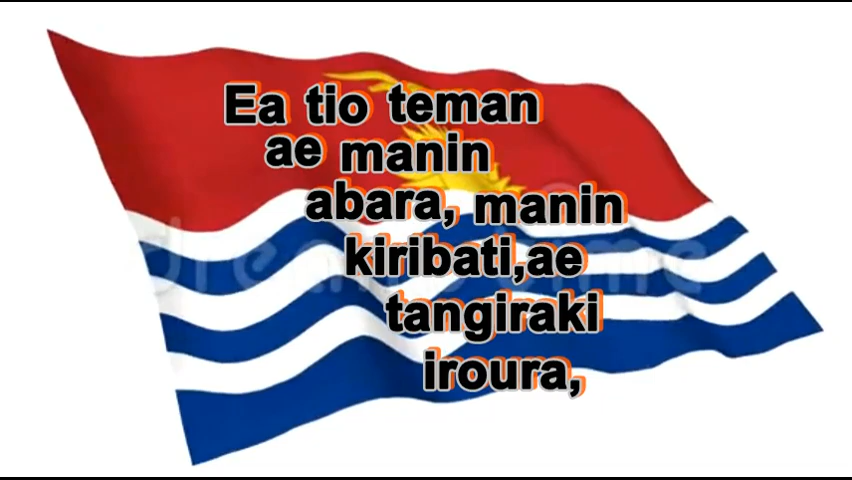 Ea tio teman
ae manin
abara, manin
kiribati,ae
tangiraki
iroura,